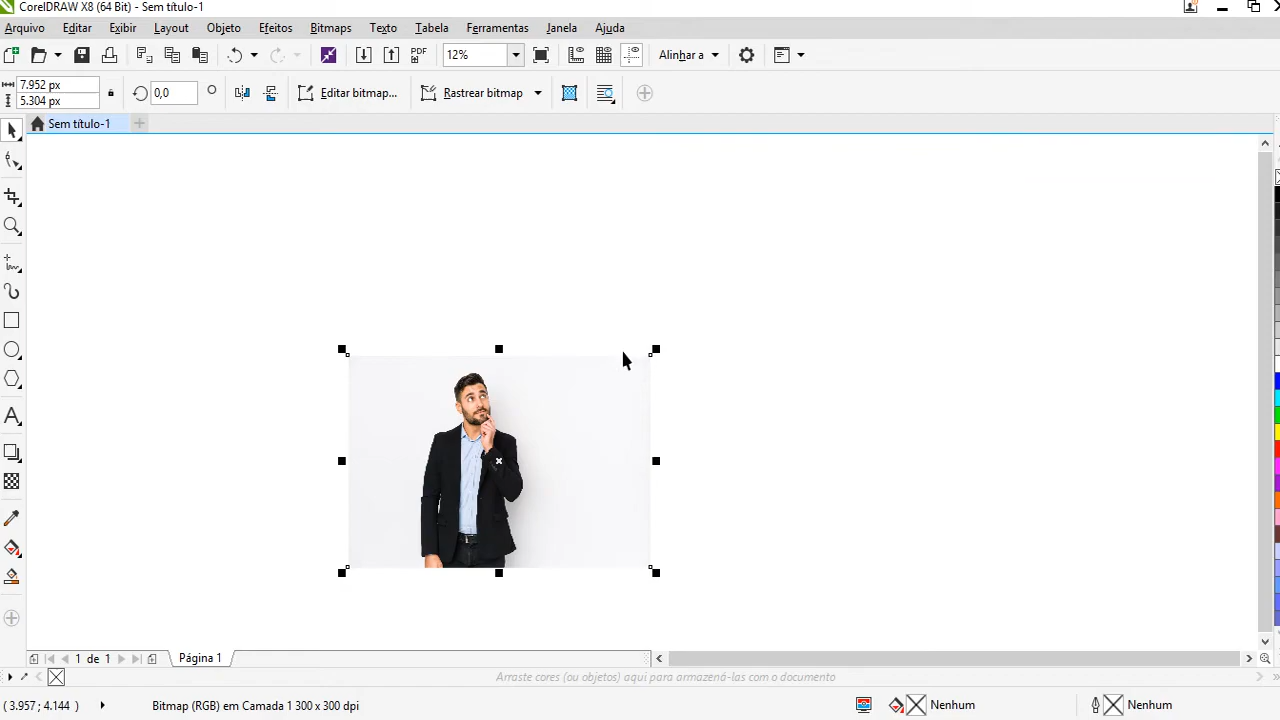 CorelDRAW X8 (64 Bit) - Sem título-1
Arquivo Editar Exibir Layout Objeto Efeitos Bitmaps Texto Tabela Ferramentas Janela Ajuda
PDF 12% Alinhar a
7.952 px
5.304 px
0,0 Editar bitmap... Rastrear bitmap
Sem título-1
1 de 1 Página 1
Arraste cores (ou objetos) aqui para armazená-las com o documento
( 3.957 ; 4.144 ) Bitmap (RGB) em Camada 1 300 x 300 dpi Nenhum Nenhum